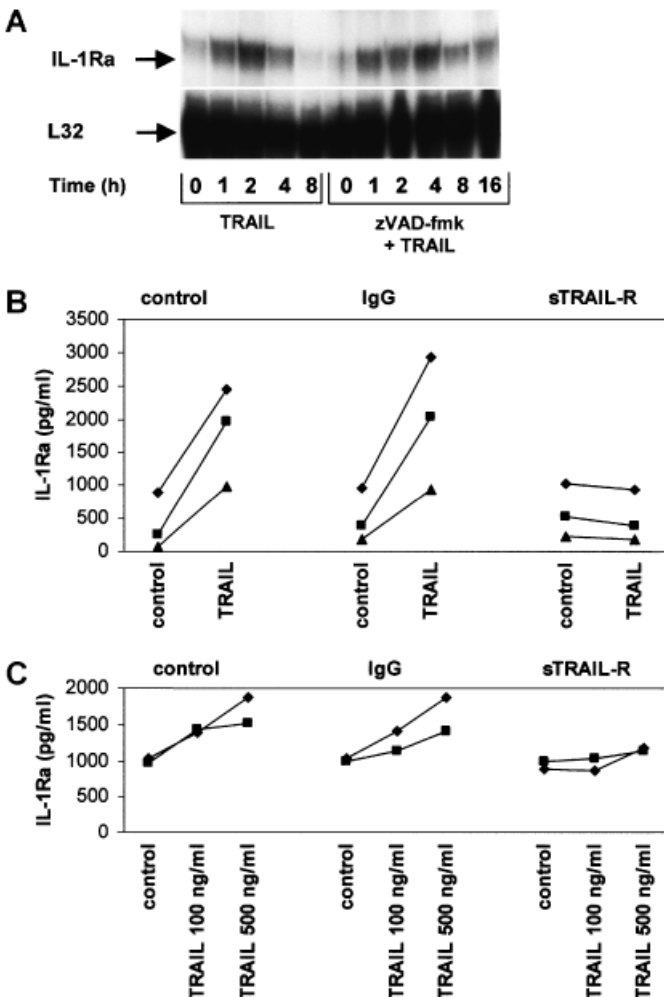 A
IL-1Ra
L32
Time (h) 0 1 2 4 8 0 1 2 4 8 16
TRAIL zVAD-fmk
+ TRAIL
B control IgG sTRAIL-R
IL-1Ra (pg/ml)
3500
3000
2500
2000
1500
1000
500
0
control TRAIL control TRAIL control TRAIL
C control IgG sTRAIL-R
IL-1Ra (pg/ml)
2000
1500
1000
500
0
control TRAIL 100 ng/ml TRAIL 500 ng/ml control TRAIL 100 ng/ml TRAIL 500 ng/ml control TRAIL 100 ng/ml TRAIL 500 ng/ml